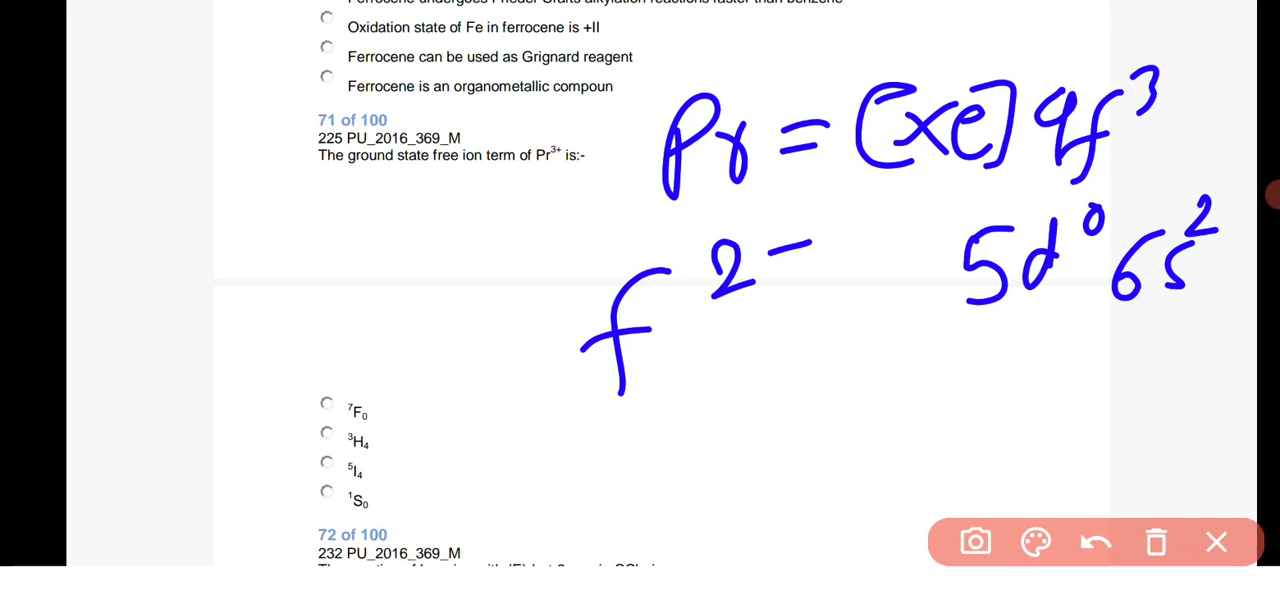 Oxidation state of Fe in ferrocene is +II
Ferrocene can be used as Grignard reagent
Ferrocene is an organometallic compoun
71 of 100
225 PU_2016_369_M
The ground state free ion term of Pr³⁺ is:-
Pr = [Xe] 4f³
5d⁰ 6s²
f² -
⁷F₀
³H₄
⁵I₄
¹S₀
72 of 100
232 PU_2016_369_M